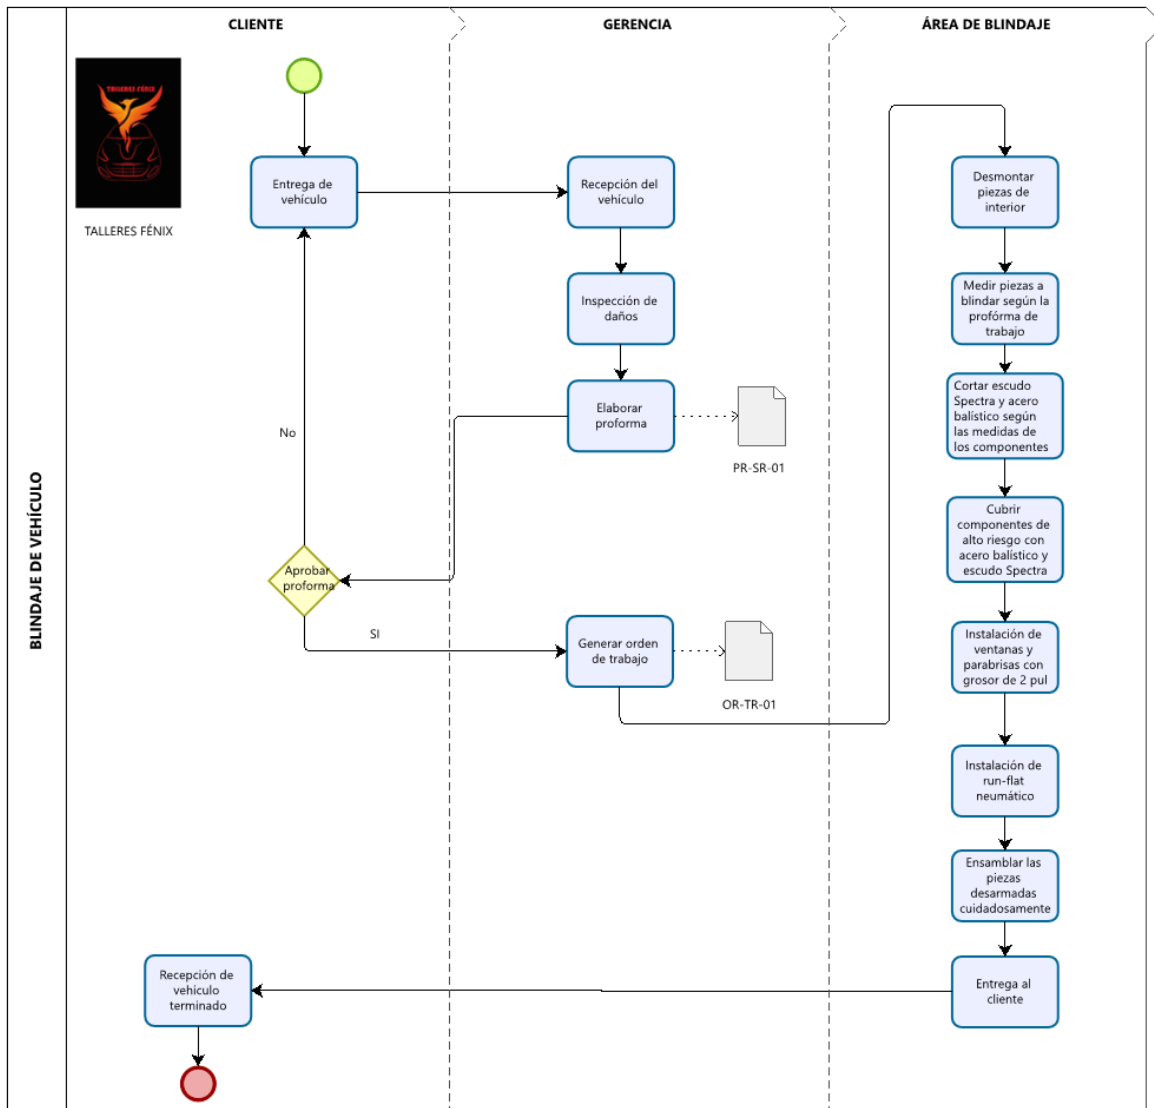 CLIENTE
GERENCIA
ÁREA DE BLINDAJE
BLINDAJE DE VEHÍCULO
TALLERES FÉNIX
TALLERES FÉNIX
Entrega de
vehículo
Recepción del
vehículo
Inspección de
daños
Elaborar
proforma
PR-SR-01
No
Aprobar
proforma
SI
Generar orden
de trabajo
OR-TR-01
Desmontar
piezas de
interior
Medir piezas a
blindar según la
profórma de
trabajo
Cortar escudo
Spectra y acero
balístico según
las medidas de
los componentes
Cubrir
componentes de
alto riesgo con
acero balístico y
escudo Spectra
Instalación de
ventanas y
parabrisas con
grosor de 2 pul
Instalación de
run-flat
neumático
Ensamblar las
piezas
desarmadas
cuidadosamente
Entrega al
cliente
Recepción de
vehículo
terminado